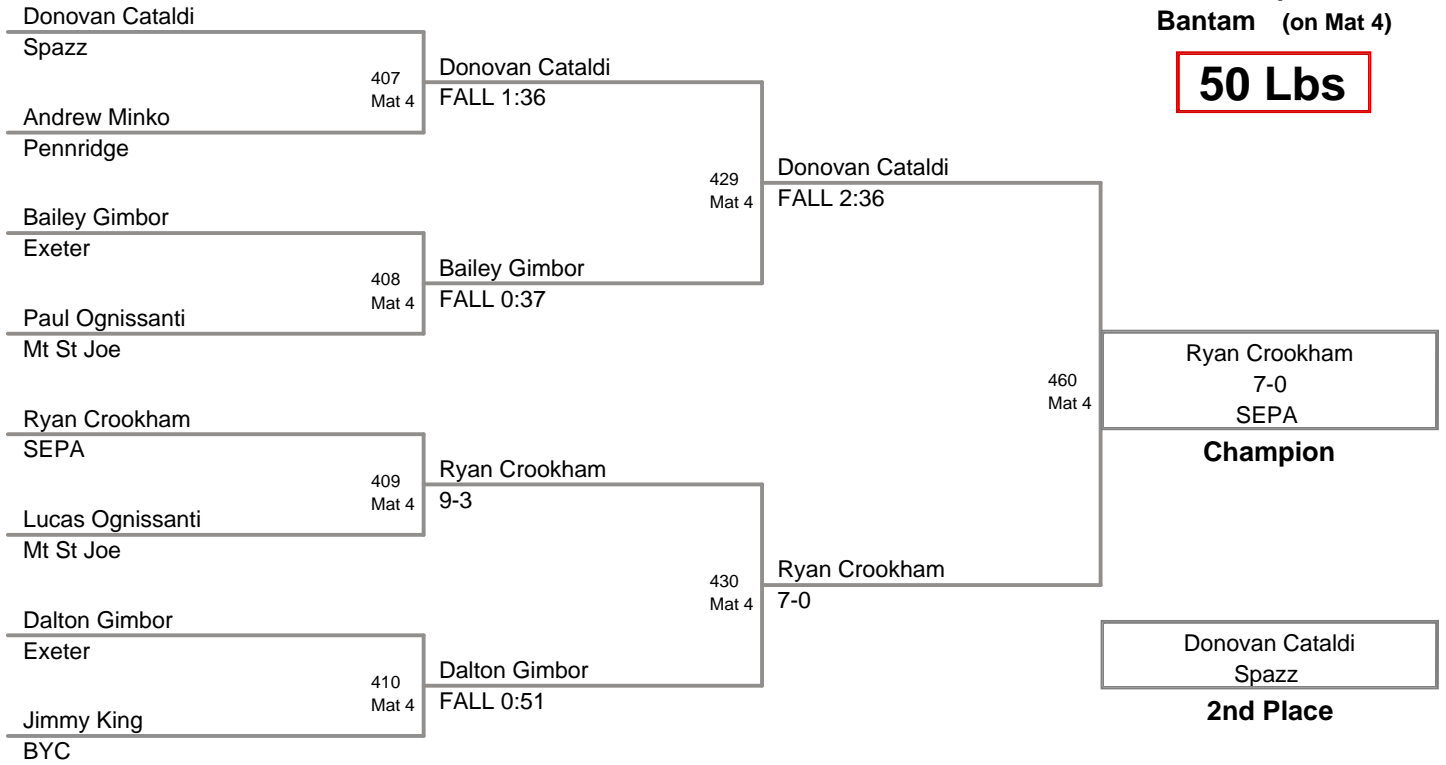 Bantam (on Mat 4)
50 Lbs
Donovan Cataldi
Spazz
407
Mat 4
Andrew Minko
Pennridge
Donovan Cataldi
FALL 1:36
Bailey Gimbor
Exeter
408
Mat 4
Paul Ognissanti
Mt St Joe
Bailey Gimbor
FALL 0:37
429
Mat 4
Donovan Cataldi
FALL 2:36
Ryan Crookham
SEPA
409
Mat 4
Lucas Ognissanti
Mt St Joe
Ryan Crookham
9-3
Dalton Gimbor
Exeter
410
Mat 4
Jimmy King
BYC
Dalton Gimbor
FALL 0:51
430
Mat 4
Ryan Crookham
7-0
460
Mat 4
Ryan Crookham
7-0
SEPA
Champion
Donovan Cataldi
Spazz
2nd Place